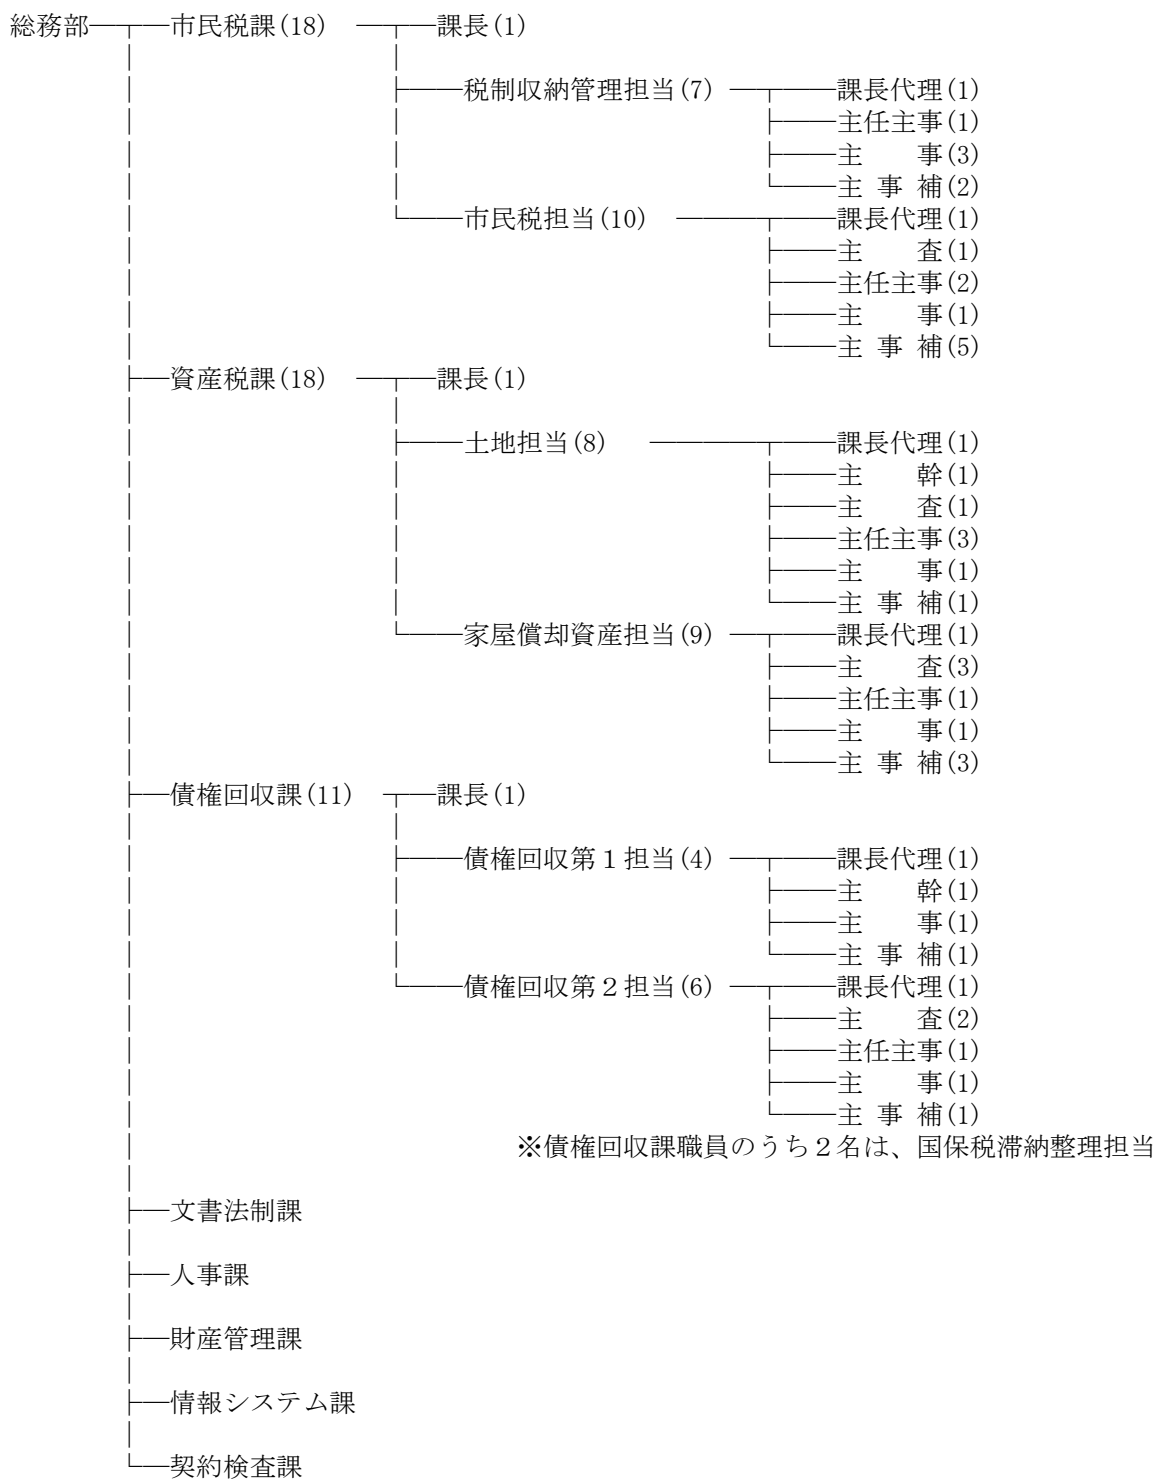 総務部 市民税課(18) 課長(1)
税制収納管理担当(7) 課長代理(1)
主任主事(1)
主　　事(3)
主 事 補(2)
市民税担当(10) 課長代理(1)
主　　査(1)
主任主事(2)
主　　事(1)
主 事 補(5)
資産税課(18) 課長(1)
土地担当(8) 課長代理(1)
主　　幹(1)
主　　査(1)
主任主事(3)
主　　事(1)
主 事 補(1)
家屋償却資産担当(9) 課長代理(1)
主　　査(3)
主任主事(1)
主　　事(1)
主 事 補(3)
債権回収課(11) 課長(1)
債権回収第１担当(4) 課長代理(1)
主　　幹(1)
主　　事(1)
主 事 補(1)
債権回収第２担当(6) 課長代理(1)
主　　査(2)
主任主事(1)
主　　事(1)
主 事 補(1)
※債権回収課職員のうち２名は、国保税滞納整理担当
文書法制課
人事課
財産管理課
情報システム課
契約検査課